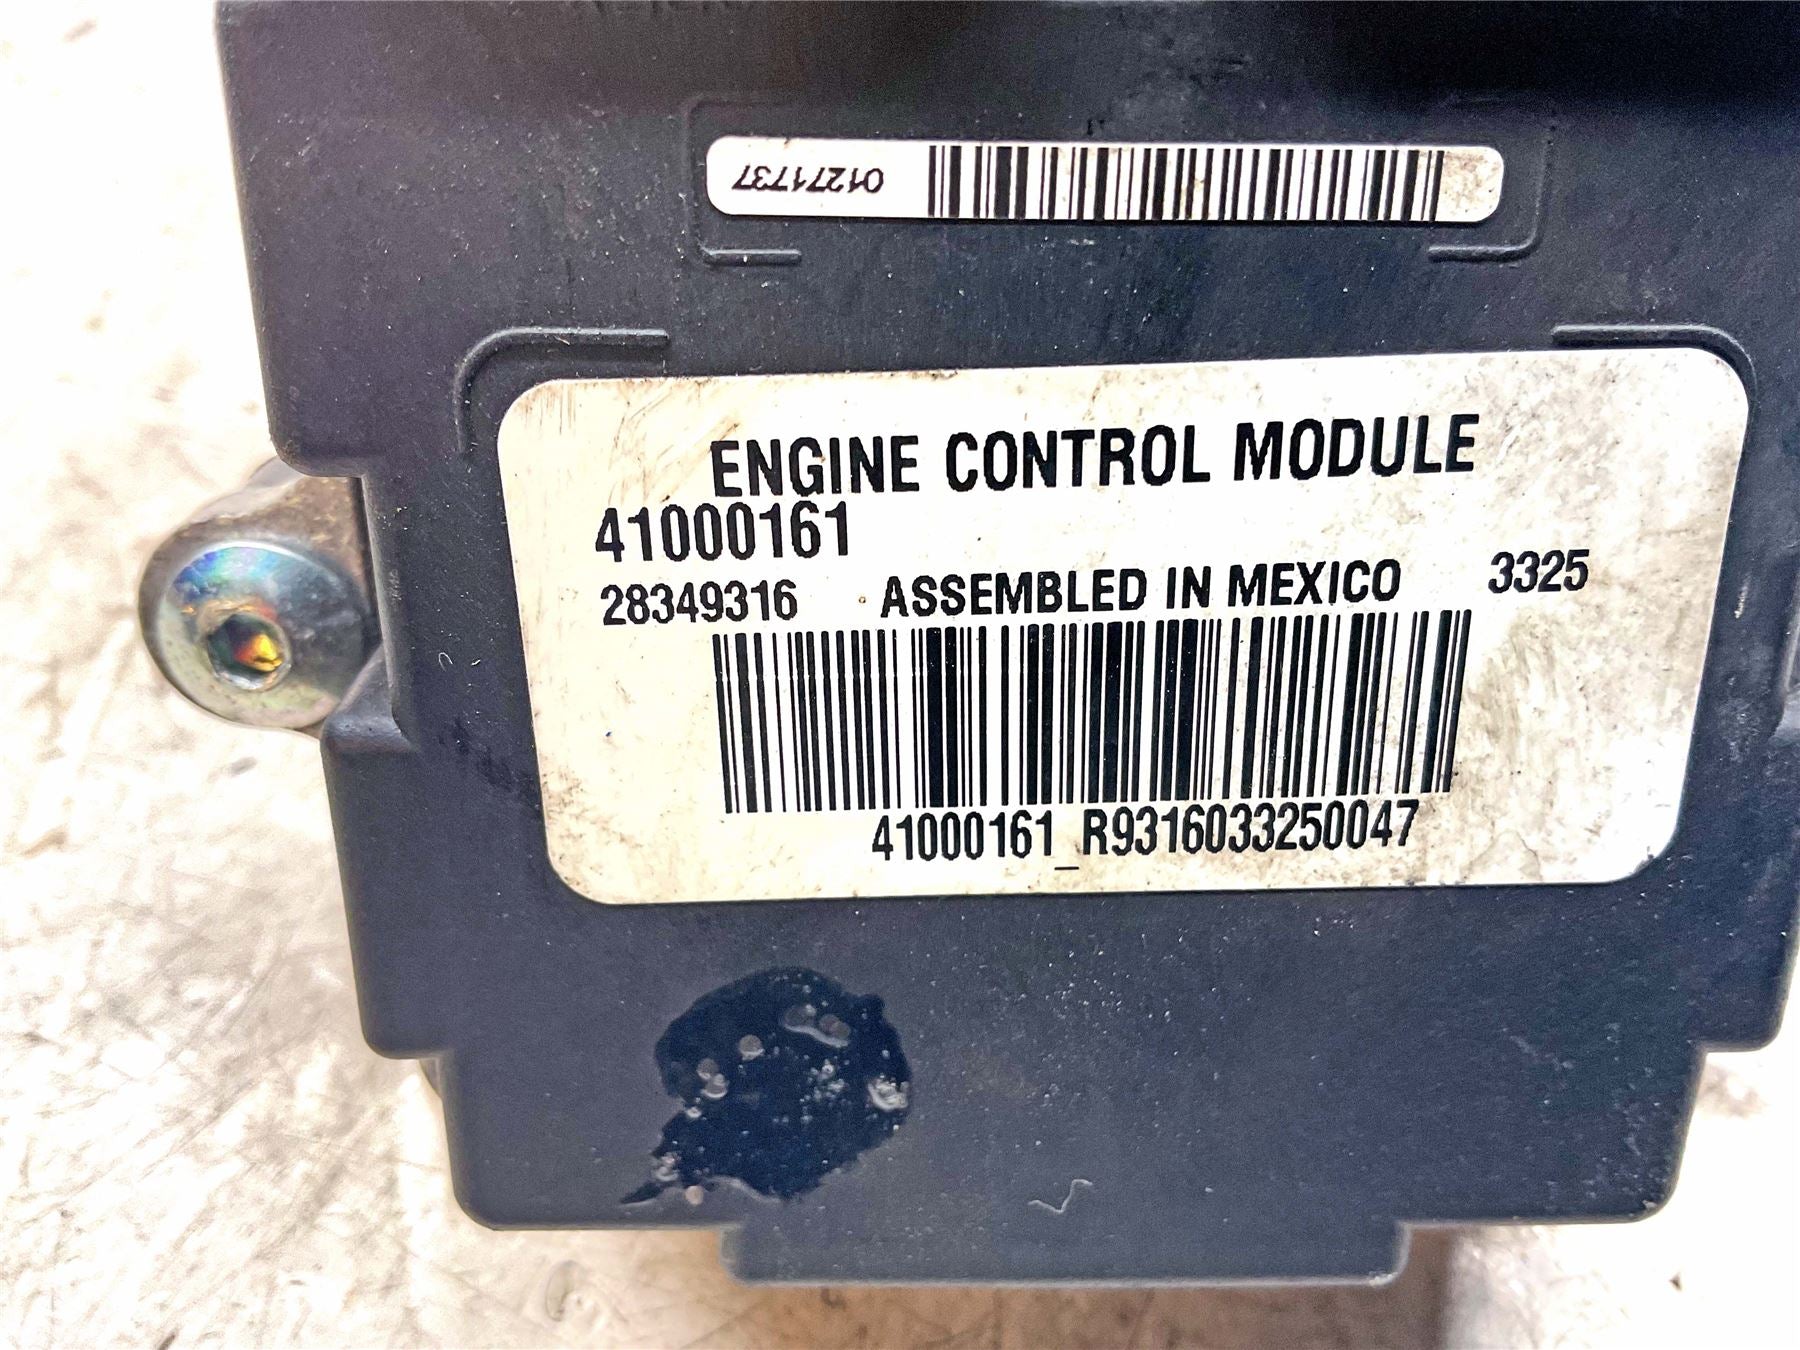 01271737
ENGINE CONTROL MODULE
41000161
28349316 ASSEMBLED IN MEXICO 3325
41000161_R9316033250047